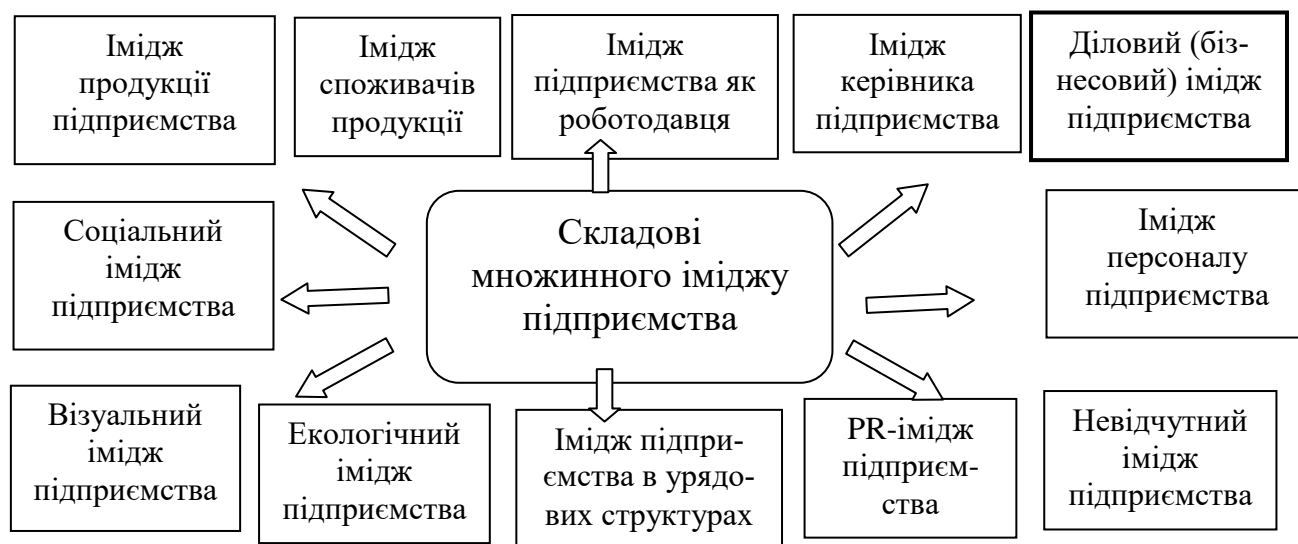 Імідж
продукції
підприємства
Імідж
споживачів
продукції
Імідж
підприємства як
роботодавця
Імідж
керівника
підприємства
Діловий (біз-
несовий) імідж
підприємства
Соціальний
імідж
підприємства
Складові
множинного іміджу
підприємства
Імідж
персоналу
підприємства
Візуальний
імідж
підприємства
Екологічний
імідж
підприємства
Імідж підпри-
ємства в урядо-
вих структурах
PR-імідж
підприєм-
ства
Невідчутний
імідж
підприємства